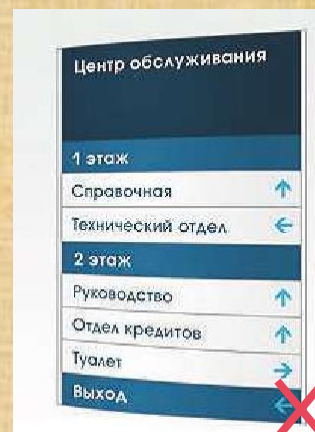 Центр обслуживания
1 этаж
Справочная
Технический отдел
2 этаж
Руководство
Отдел кредитов
Туалет
Выход